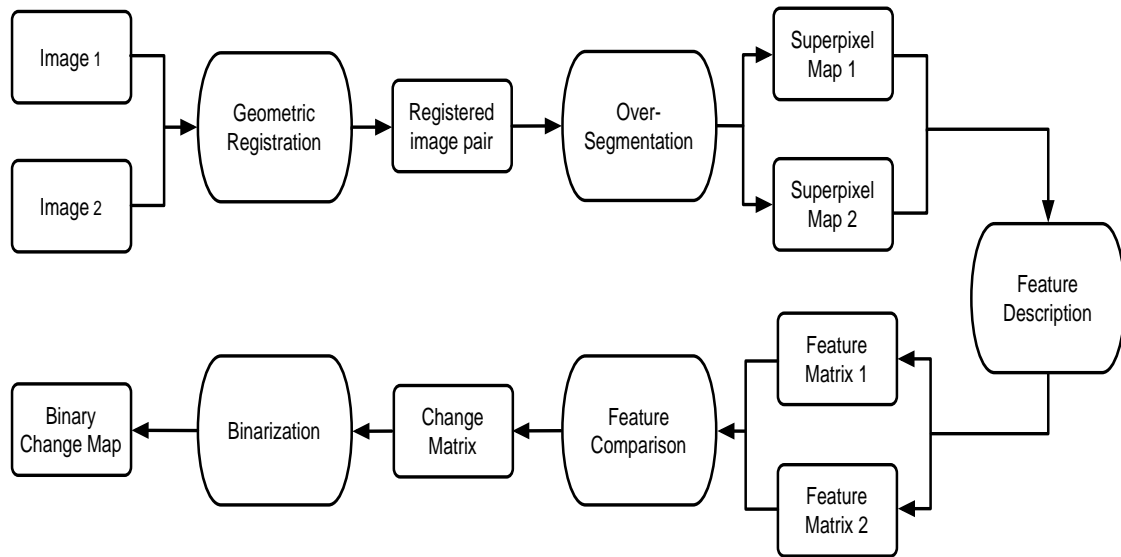 Image 1
Image 2
Geometric
Registration
Registered
image pair
Over-
Segmentation
Superpixel
Map 1
Superpixel
Map 2
Feature
Description
Feature
Matrix 1
Feature
Matrix 2
Feature
Comparison
Change
Matrix
Binarization
Binary
Change Map